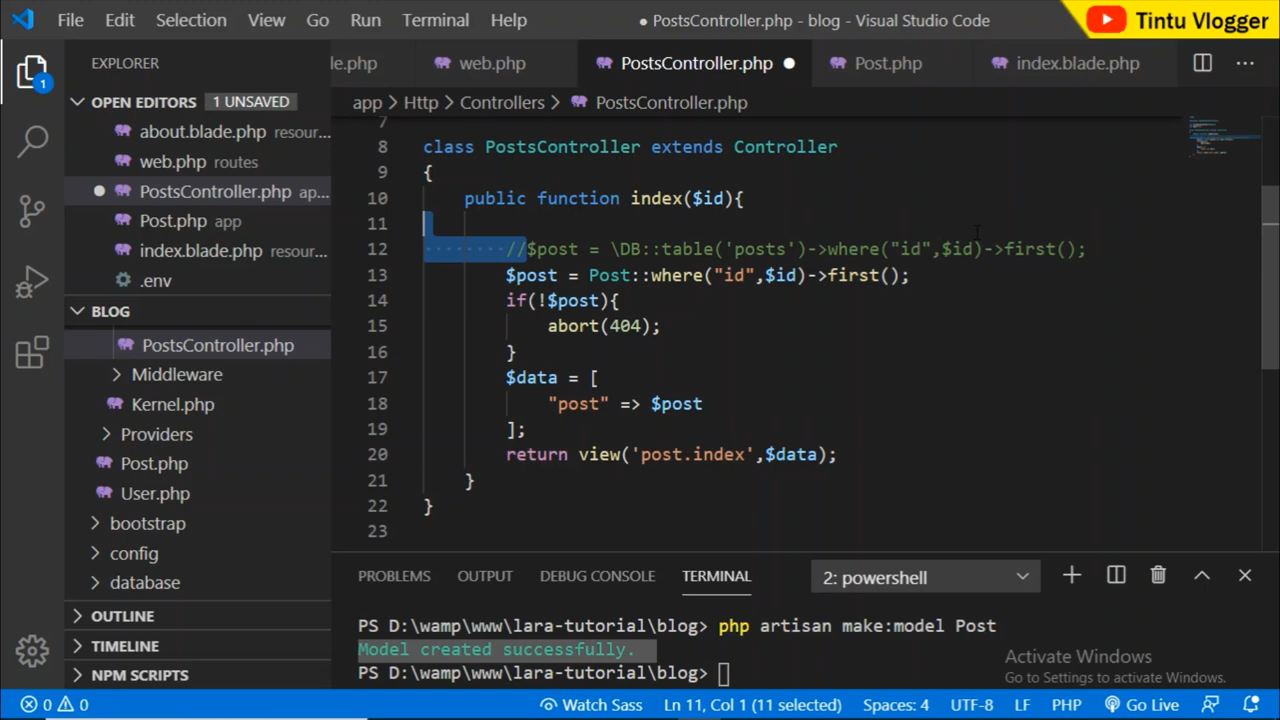 File Edit Selection View Go Run Terminal Help
● PostsController.php - blog - Visual Studio Code
Tintu Vlogger
1
EXPLORER
OPEN EDITORS 1 UNSAVED
about.blade.php resour...
web.php routes
PostsController.php ap...
Post.php app
index.blade.php resour...
.env
BLOG
PostsController.php
Middleware
Kernel.php
Providers
Post.php
User.php
bootstrap
config
database
OUTLINE
TIMELINE
NPM SCRIPTS
de.php web.php PostsController.php Post.php index.blade.php
app > Http > Controllers > PostsController.php
7
8 class PostsController extends Controller
9 {
10 public function index($id){
11
12 //$post = \DB::table('posts')->where("id",$id)->first();
13 $post = Post::where("id",$id)->first();
14 if(!$post){
15 abort(404);
16 }
17 $data = [
18 "post" => $post
19 ];
20 return view('post.index',$data);
21 }
22 }
23
PROBLEMS OUTPUT DEBUG CONSOLE TERMINAL 2: powershell
PS D:\wamp\www\lara-tutorial\blog> php artisan make:model Post
Model created successfully.
PS D:\wamp\www\lara-tutorial\blog>
Activate Windows
Go to Settings to activate Windows.
0 0 Watch Sass Ln 11, Col 1 (11 selected) Spaces: 4 UTF-8 LF PHP Go Live